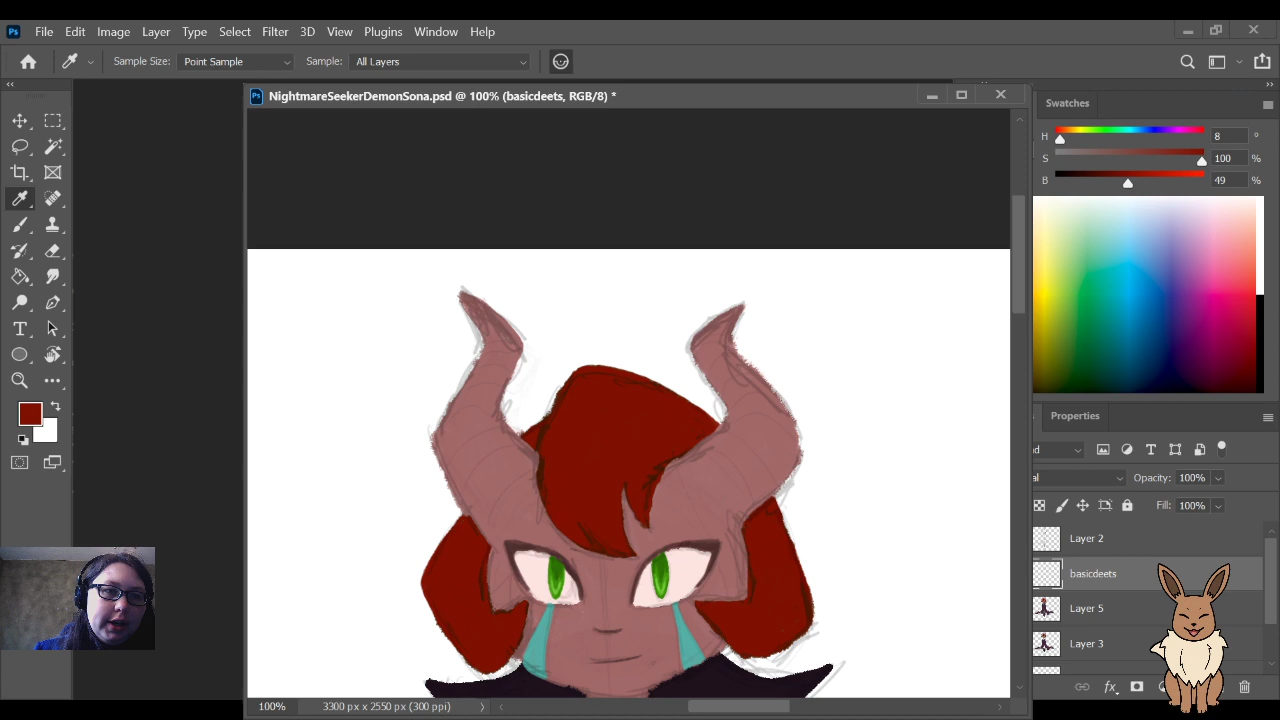 Ps File Edit Image Layer Type Select Filter 3D View Plugins Window Help
Sample Size: Point Sample Sample: All Layers
Ps NightmareSeekerDemonSona.psd @ 100% (basicdeets, RGB/8) *
Swatches
H 8 °
S 100 %
B 49 %
Properties
Opacity: 100%
Fill: 100%
Layer 2
basicdeets
Layer 5
Layer 3
100% 3300 px x 2550 px (300 ppi)
fx